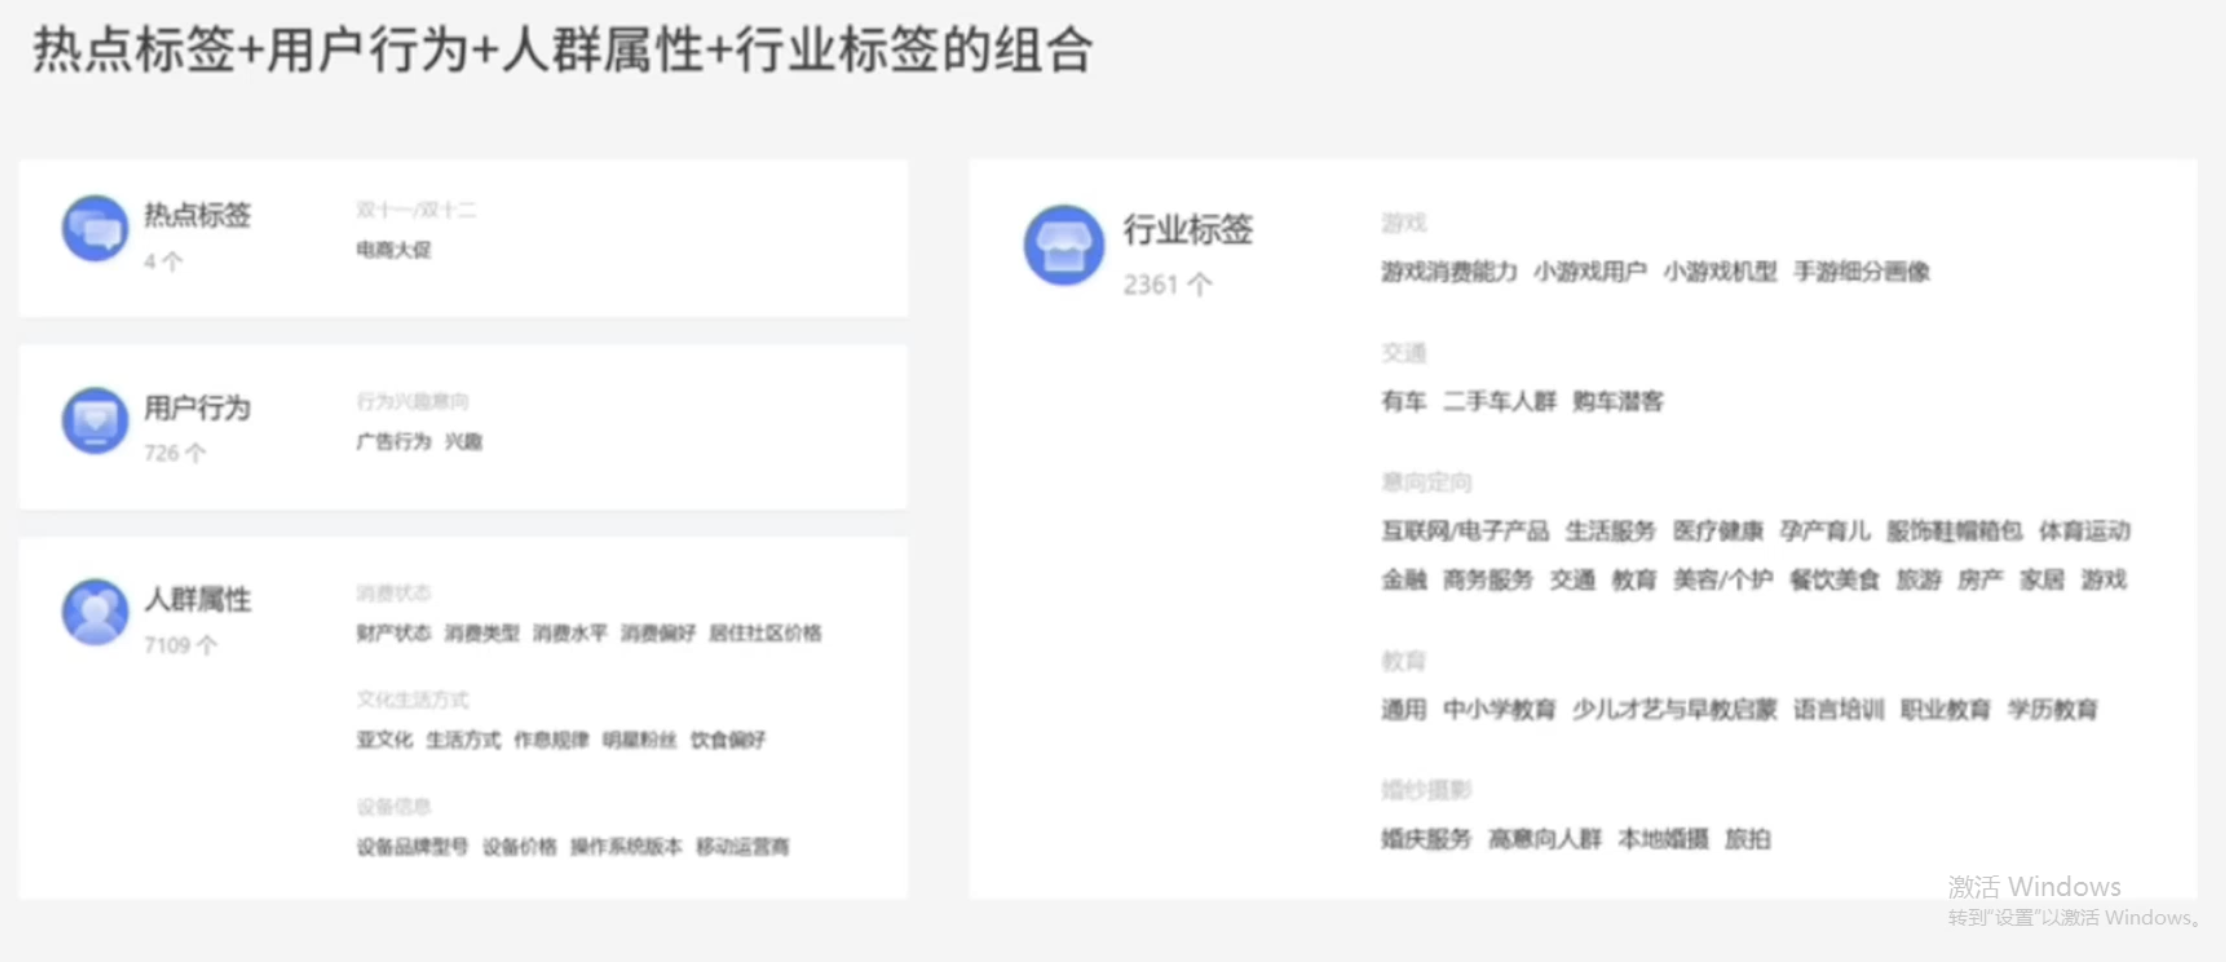 热点标签+用户行为+人群属性+行业标签的组合
热点标签
4 个
双十一/双十二
电商大促
用户行为
726 个
行为兴趣意向
广告行为 兴趣
人群属性
7109 个
消费状态
财产状态 消费类型 消费水平 消费偏好 居住社区价格
文化生活方式
亚文化 生活方式 作息规律 明星粉丝 饮食偏好
设备信息
设备品牌型号 设备价格 操作系统版本 移动运营商
行业标签
2361 个
游戏
游戏消费能力 小游戏用户 小游戏机型 手游细分画像
交通
有车 二手车人群 购车潜客
意向定向
互联网/电子产品 生活服务 医疗健康 孕产育儿 服饰鞋帽箱包 体育运动
金融 商务服务 交通 教育 美容/个护 餐饮美食 旅游 房产 家居 游戏
教育
通用 中小学教育 少儿才艺与早教启蒙 语言培训 职业教育 学历教育
婚纱摄影
婚庆服务 高意向人群 本地婚摄 旅拍
激活 Windows
转到"设置"以激活 Windows。